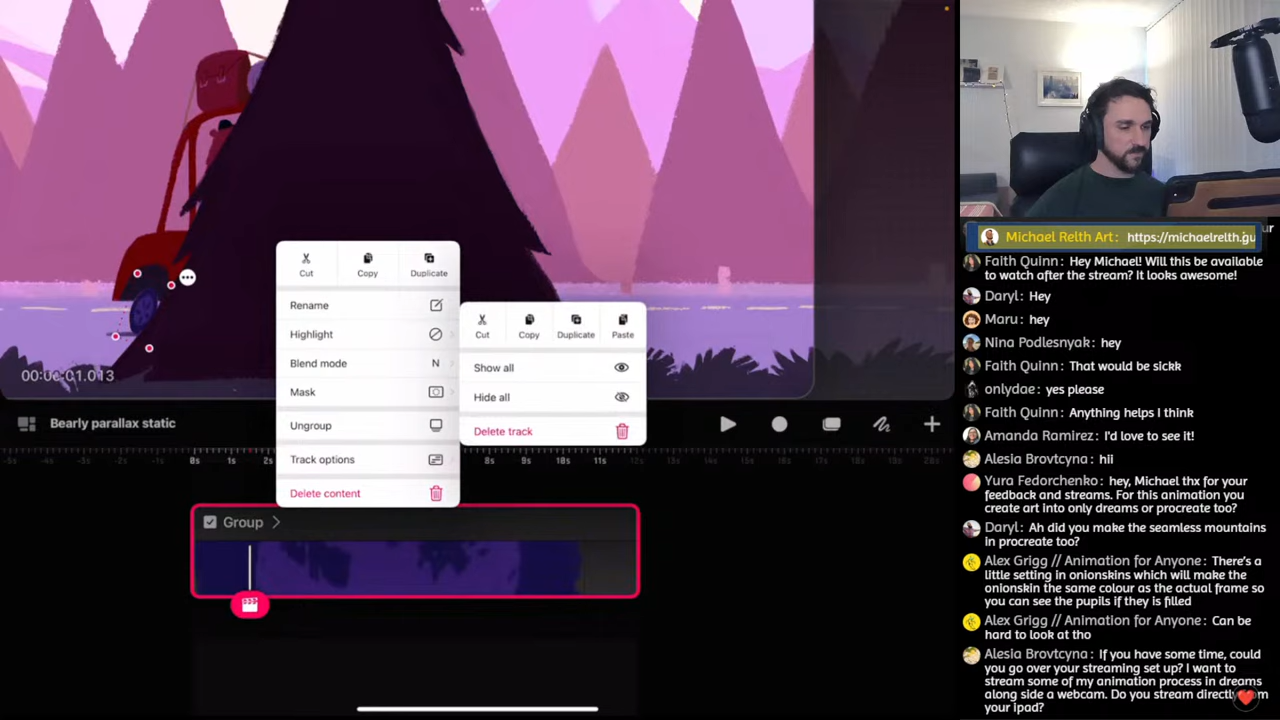 Cut
Copy
Duplicate
Rename
Highlight
Blend mode
N
Mask
Ungroup
Track options
Delete content
Cut
Copy
Duplicate
Paste
Show all
Hide all
Delete track
00:00:01.013
Bearly parallax static
0s 1s 2s 8s 9s 10s 11s 12s
Group
Michael Relth Art: https://michaelrelth.gu
Faith Quinn: Hey Michael! Will this be available
to watch after the stream? It looks awesome!
Daryl: Hey
Maru: hey
Nina Podlesnyak: hey
Faith Quinn: That would be sickk
onlydae: yes please
Faith Quinn: Anything helps I think
Amanda Ramirez: I'd love to see it!
Alesia Brovtcyna: hii
Yura Fedorchenko: hey, Michael thx for your
feedback and streams. For this animation you
create art into only dreams or procreate too?
Daryl: Ah did you make the seamless mountains
in procreate too?
Alex Grigg // Animation for Anyone: There's a
little setting in onionskins which will make the
onionskin the same colour as the actual frame so
you can see the pupils if they is filled
Alex Grigg // Animation for Anyone: Can be
hard to look at tho
Alesia Brovtcyna: If you have some time, could
you go over your streaming set up? I want to
stream some of my animation process in dreams
along side a webcam. Do you stream directly from
your ipad?